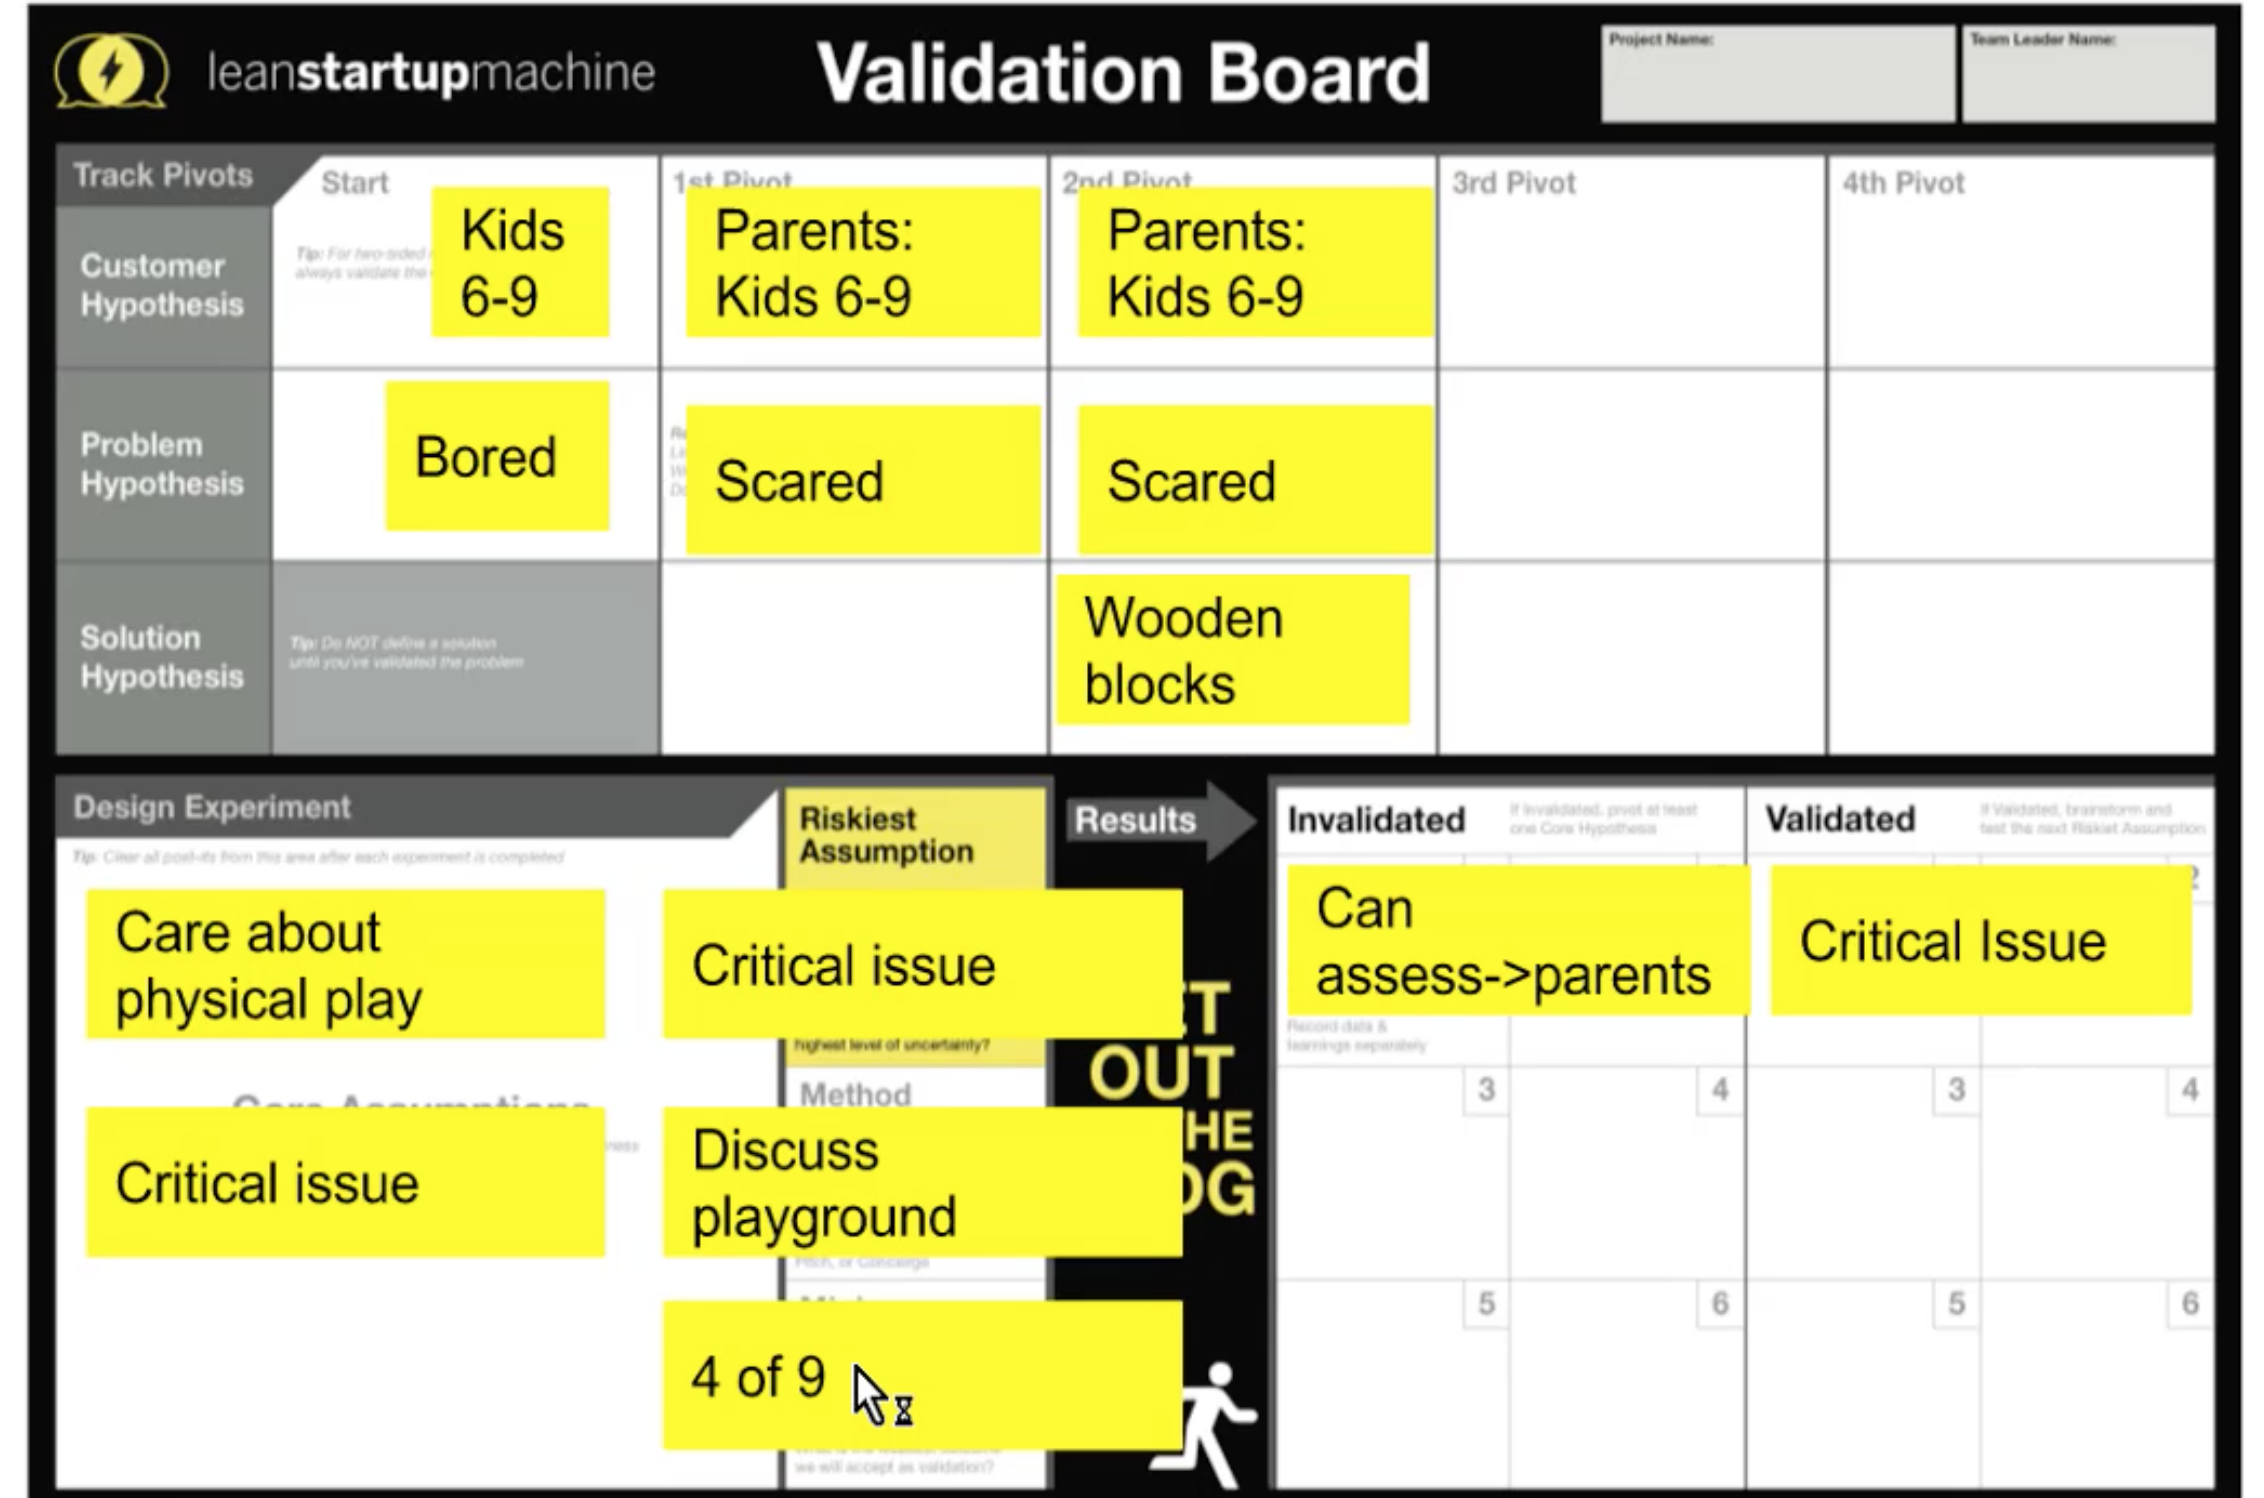 leanstartupmachine
Validation Board
Project Name:
Team Leader Name:
Track Pivots
Start
1st Pivot
2nd Pivot
3rd Pivot
4th Pivot
Customer
Hypothesis
Tip: For two-sided
always validate the
Kids
6-9
Parents:
Kids 6-9
Parents:
Kids 6-9
Problem
Hypothesis
Bored
Scared
Scared
Solution
Hypothesis
Tip: Do NOT define a solution
until you've validated the problem
Wooden
blocks
Design Experiment
Tip: Clear all post-its from this area after each experiment is completed
Care about
physical play
Core Assumptions
Critical issue
Riskiest
Assumption
Critical issue
highest level of uncertainty?
Method
Discuss
playground
Pitch, or Concierge
4 of 9
we will accept as validation?
Results
OUT
Invalidated
If Invalidated, pivot at least
one Core Hypothesis
Can
assess->parents
Record data &
learnings separately
3
4
5
6
Validated
If Validated, brainstorm and
test the next Riskiest Assumption
2
Critical Issue
3
4
5
6